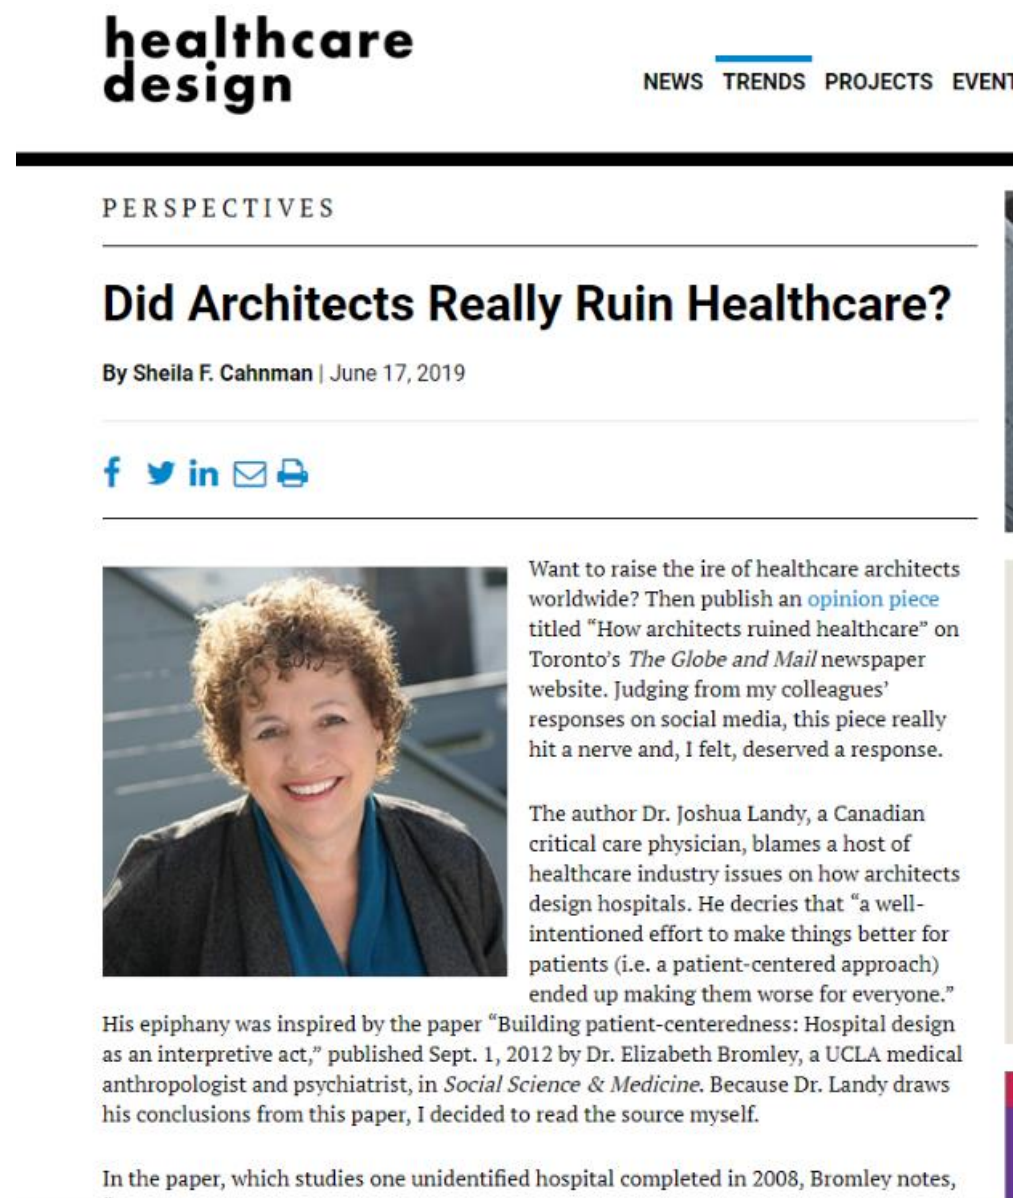 healthcare
design
NEWS TRENDS PROJECTS EVENT
PERSPECTIVES
Did Architects Really Ruin Healthcare?
By Sheila F. Cahnman | June 17, 2019
Want to raise the ire of healthcare architects
worldwide? Then publish an opinion piece
titled “How architects ruined healthcare” on
Toronto’s The Globe and Mail newspaper
website. Judging from my colleagues’
responses on social media, this piece really
hit a nerve and, I felt, deserved a response.
The author Dr. Joshua Landy, a Canadian
critical care physician, blames a host of
healthcare industry issues on how architects
design hospitals. He decries that “a well-
intentioned effort to make things better for
patients (i.e. a patient-centered approach)
ended up making them worse for everyone.”
His epiphany was inspired by the paper “Building patient-centeredness: Hospital design
as an interpretive act,” published Sept. 1, 2012 by Dr. Elizabeth Bromley, a UCLA medical
anthropologist and psychiatrist, in Social Science & Medicine. Because Dr. Landy draws
his conclusions from this paper, I decided to read the source myself.
In the paper, which studies one unidentified hospital completed in 2008, Bromley notes,